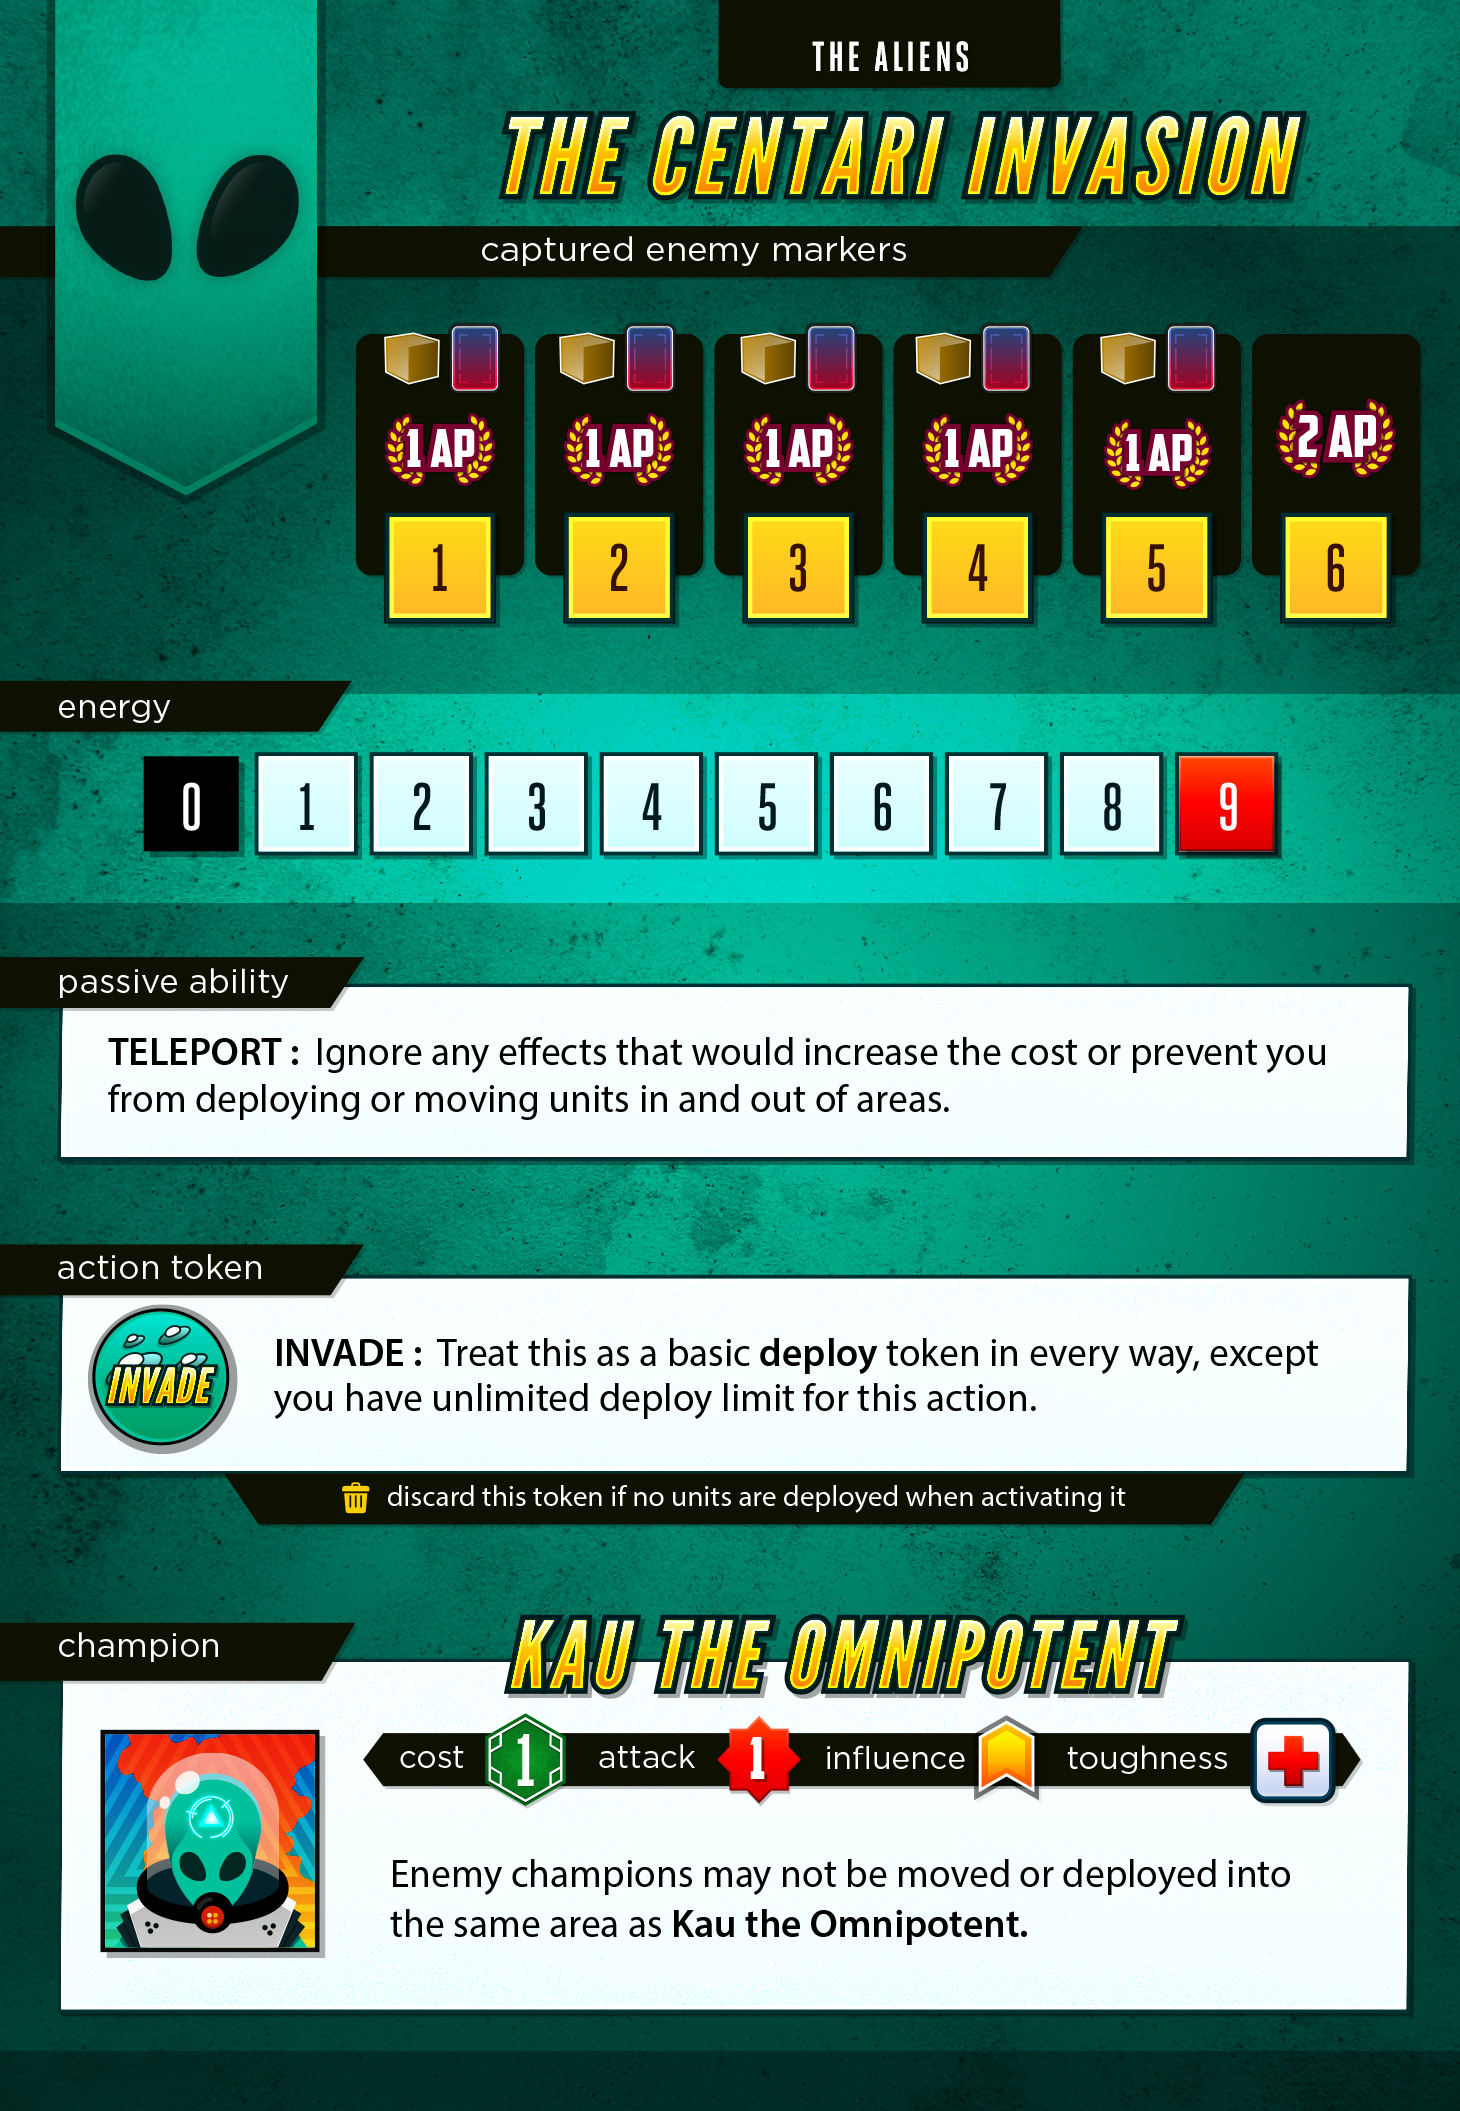 THE ALIENS
THE CENTARI INVASION
captured enemy markers
1 AP 1 AP 1 AP 1 AP 1 AP 2 AP
1 2 3 4 5 6
energy
0 1 2 3 4 5 6 7 8 9
passive ability
TELEPORT : Ignore any effects that would increase the cost or prevent you
from deploying or moving units in and out of areas.
action token
INVADE
INVADE : Treat this as a basic deploy token in every way, except
you have unlimited deploy limit for this action.
discard this token if no units are deployed when activating it
champion
KAU THE OMNIPOTENT
cost 1 attack 1 influence toughness
Enemy champions may not be moved or deployed into
the same area as Kau the Omnipotent.